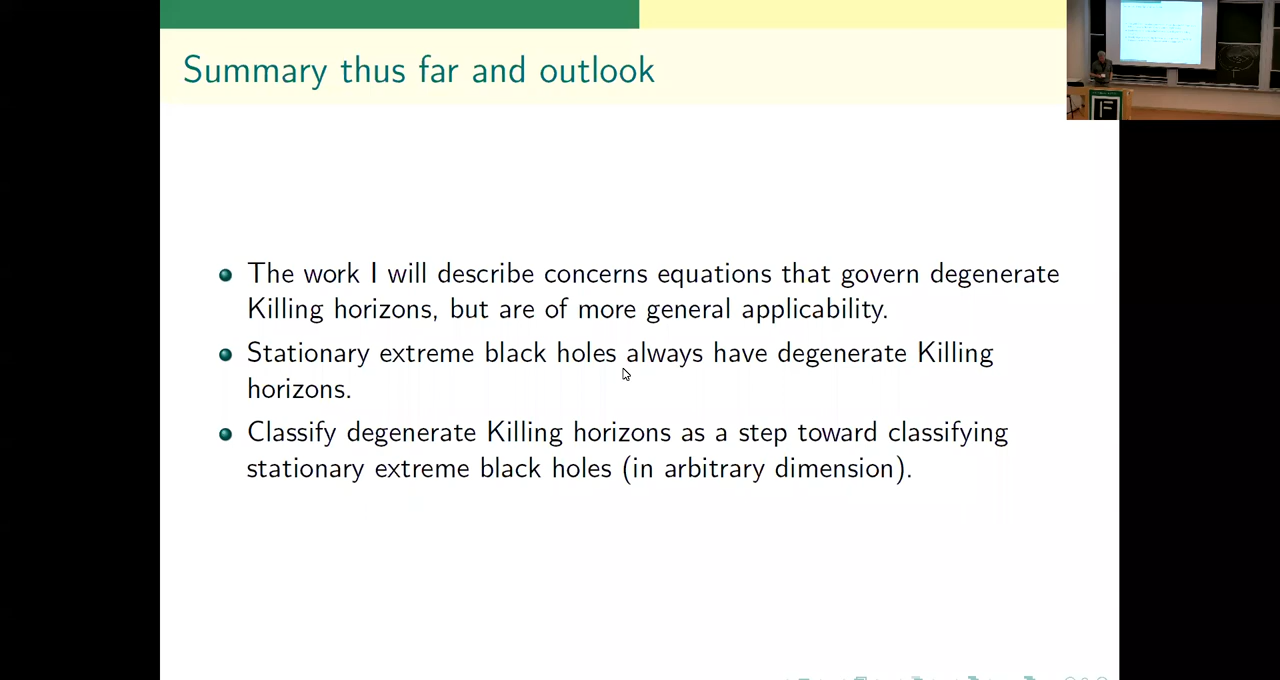 Summary thus far and outlook
The work I will describe concerns equations that govern degenerate
Killing horizons, but are of more general applicability.
Stationary extreme black holes always have degenerate Killing
horizons.
Classify degenerate Killing horizons as a step toward classifying
stationary extreme black holes (in arbitrary dimension).